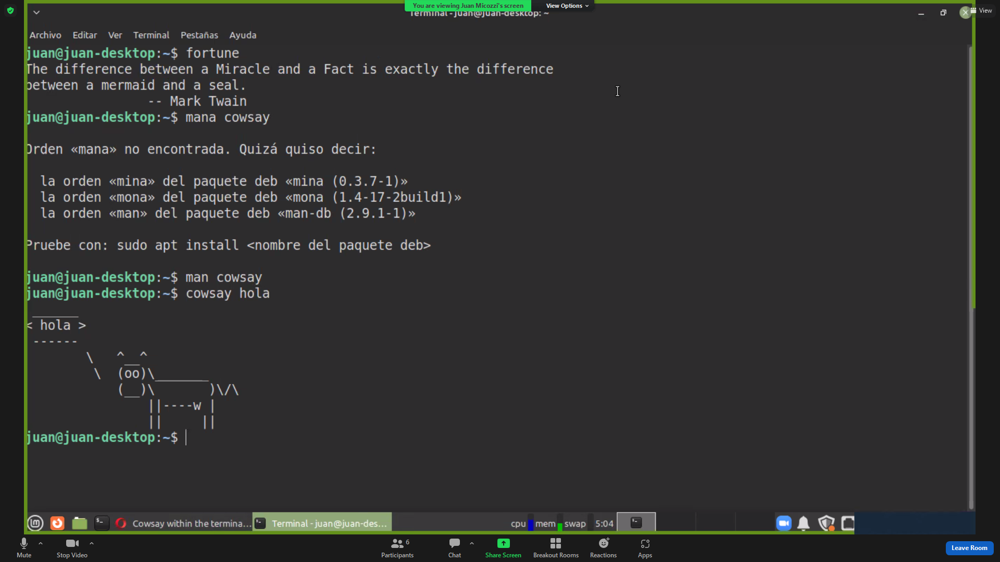 You are viewing Juan Micozzi's screen
View Options
View
Terminal - juan@juan-desktop: ~
Archivo Editar Ver Terminal Pestañas Ayuda
juan@juan-desktop:~$ fortune
The difference between a Miracle and a Fact is exactly the difference
between a mermaid and a seal.
-- Mark Twain
juan@juan-desktop:~$ mana cowsay
Orden «mana» no encontrada. Quizá quiso decir:
la orden «mina» del paquete deb «mina (0.3.7-1)»
la orden «mona» del paquete deb «mona (1.4-17-2build1)»
la orden «man» del paquete deb «man-db (2.9.1-1)»
Pruebe con: sudo apt install <nombre del paquete deb>
juan@juan-desktop:~$ man cowsay
juan@juan-desktop:~$ cowsay hola
 ______
< hola >
 ------
        \   ^__^
         \  (oo)\_______
            (__)\       )\/\
                ||----w |
                ||     ||
juan@juan-desktop:~$
Cowsay within the termina... Terminal - juan@juan-des... cpu mem swap 5:04
Mute Stop Video Participants 6 Chat Share Screen Breakout Rooms Reactions Apps Leave Room